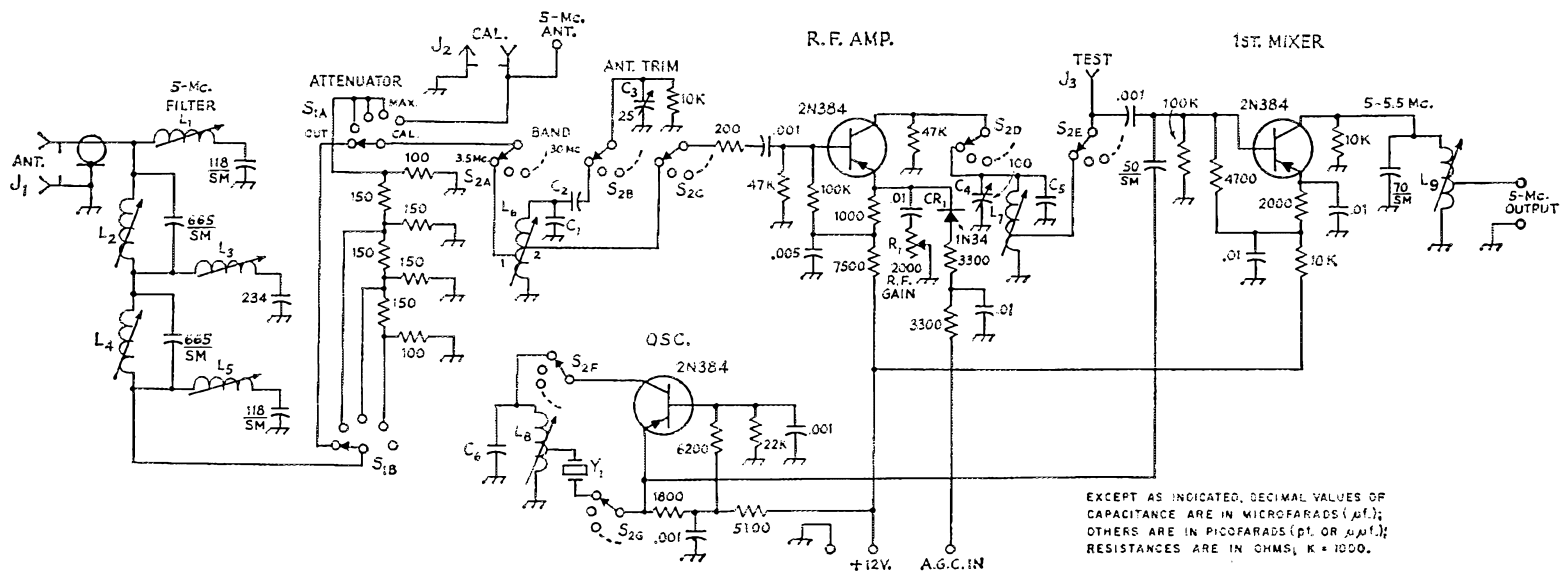 5-Mc. ANT.
J2
CAL.
R.F. AMP.
1ST. MIXER
5-Mc. FILTER
L1
ATTENUATOR
S1A
MAX.
OUT
CAL.
ANT. TRIM
C3
25
10K
BAND
3.5 Mc.
30 Mc.
S2A
S2B
S2C
200
.001
2N384
47K
S2D
TEST
J3
S2E
.001
100K
2N384
5-5.5 Mc.
10K
ANT.
J1
118
SM
100
150
150
150
150
150
100
L6
C2
C1
1
2
47K
100K
1000
.005
7500
.01
R1
2000
R.F. GAIN
CR1
1N34
3300
3300
.01
C4
100
L7
C5
50
SM
4700
2000
.01
.01
10K
70
SM
L9
5-Mc. OUTPUT
L2
665
SM
L3
234
L4
665
SM
L5
118
SM
S1B
OSC.
2N384
S2F
L8
C6
Y1
S2G
6200
22K
.001
1800
.001
5100
+12V.
A.G.C. IN
EXCEPT AS INDICATED, DECIMAL VALUES OF
CAPACITANCE ARE IN MICROFARADS (μf.);
OTHERS ARE IN PICOFARADS (pf. OR μμf.);
RESISTANCES ARE IN OHMS; K = 1000.